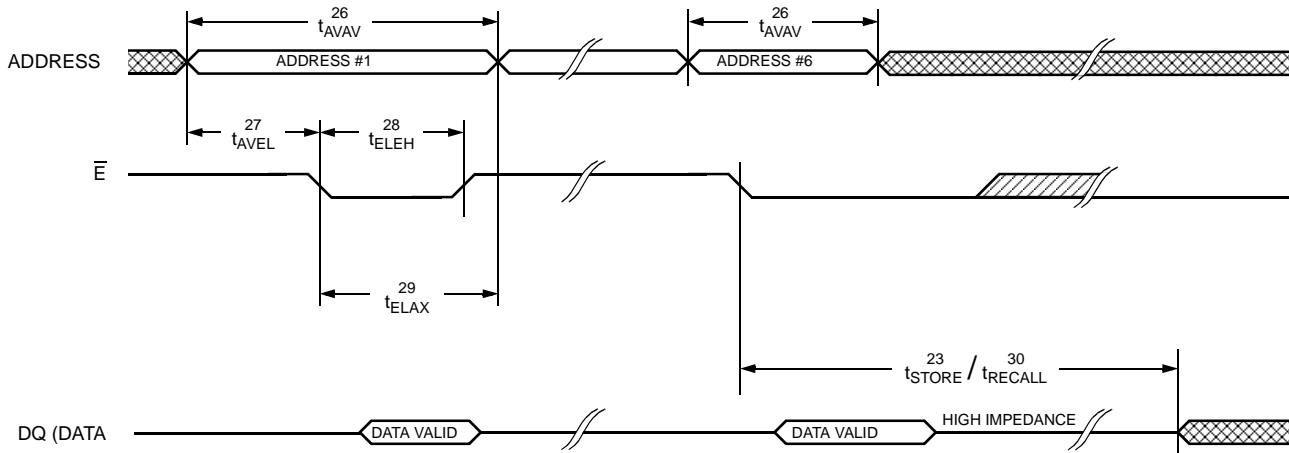 26
tAVAV
26
tAVAV
ADDRESS
ADDRESS #1
ADDRESS #6
27
tAVEL
28
tELEH
E
29
tELAX
23 30
tSTORE / tRECALL
DQ (DATA
DATA VALID
DATA VALID
HIGH IMPEDANCE